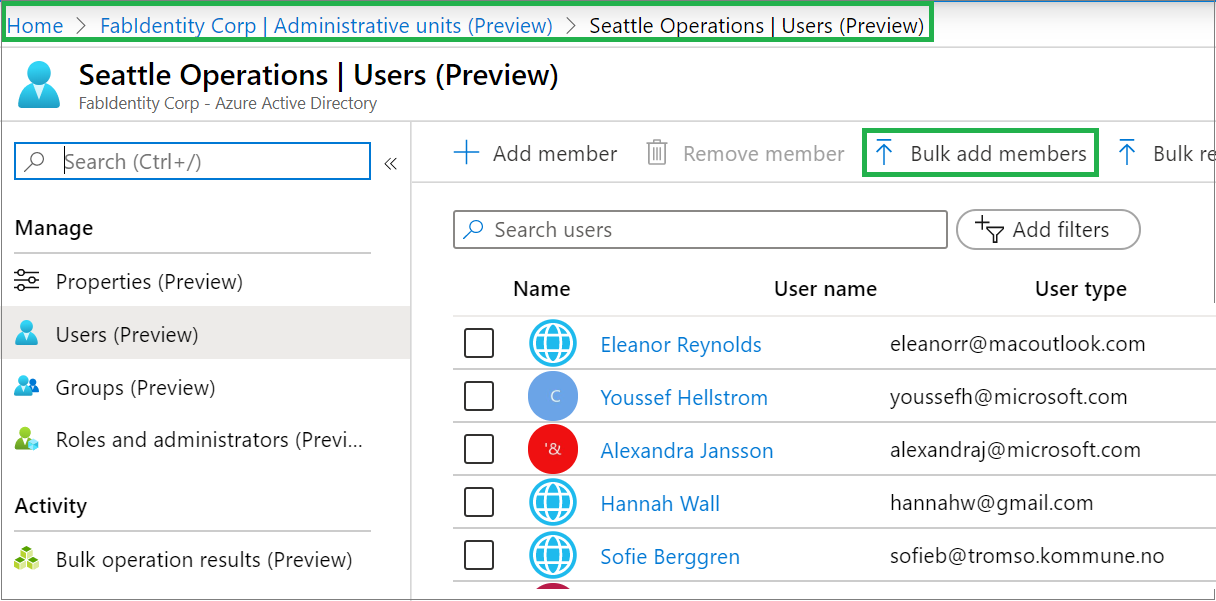 Home > FabIdentity Corp | Administrative units (Preview) > Seattle Operations | Users (Preview)
Seattle Operations | Users (Preview)
FabIdentity Corp - Azure Active Directory
Search (Ctrl+/)
Manage
Properties (Preview)
Users (Preview)
Groups (Preview)
Roles and administrators (Previ...
Activity
Bulk operation results (Preview)
Add member Remove member Bulk add members Bulk re
Search users Add filters
Name User name User type
Eleanor Reynolds eleanorr@macoutlook.com
C Youssef Hellstrom youssefh@microsoft.com
'& Alexandra Jansson alexandraj@microsoft.com
Hannah Wall hannahw@gmail.com
Sofie Berggren sofieb@tromso.kommune.no